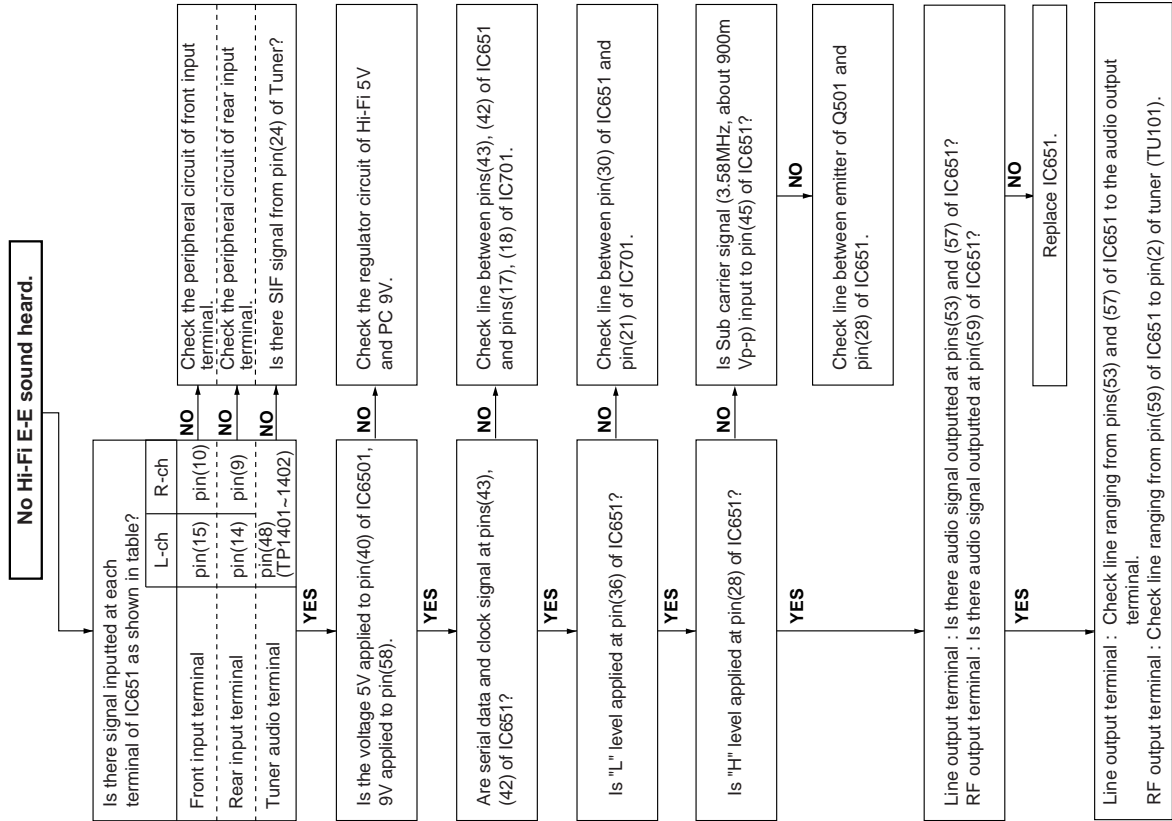 No Hi-Fi E-E sound heard.
Is there signal inputted at each
terminal of IC651 as shown in table?
L-ch R-ch
Front input terminal pin(15) pin(10)
Rear input terminal pin(14) pin(9)
Tuner audio terminal pin(48)
(TP1401~1402)
NO
Check the peripheral circuit of front input
terminal.
NO
Check the peripheral circuit of rear input
terminal.
NO
Is there SIF signal from pin(24) of Tuner?
YES
Is the voltage 5V applied to pin(40) of IC6501,
9V applied to pin(58).
NO
Check the regulator circuit of Hi-Fi 5V
and PC 9V.
YES
Are serial data and clock signal at pins(43),
(42) of IC651?
NO
Check line between pins(43), (42) of IC651
and pins(17), (18) of IC701.
YES
Is "L" level applied at pin(36) of IC651?
NO
Check line between pin(30) of IC651 and
pin(21) of IC701.
YES
Is "H" level applied at pin(28) of IC651?
NO
Is Sub carrier signal (3.58MHz, about 900m
Vp-p) input to pin(45) of IC651?
NO
Check line between emitter of Q501 and
pin(28) of IC651.
YES
Line output terminal : Is there audio signal outputted at pins(53) and (57) of IC651?
RF output terminal : Is there audio signal outputted at pin(59) of IC651?
NO
Replace IC651.
YES
Line output terminal : Check line ranging from pins(53) and (57) of IC651 to the audio output
terminal.
RF output terminal : Check line ranging from pin(59) of IC651 to pin(2) of tuner (TU101).